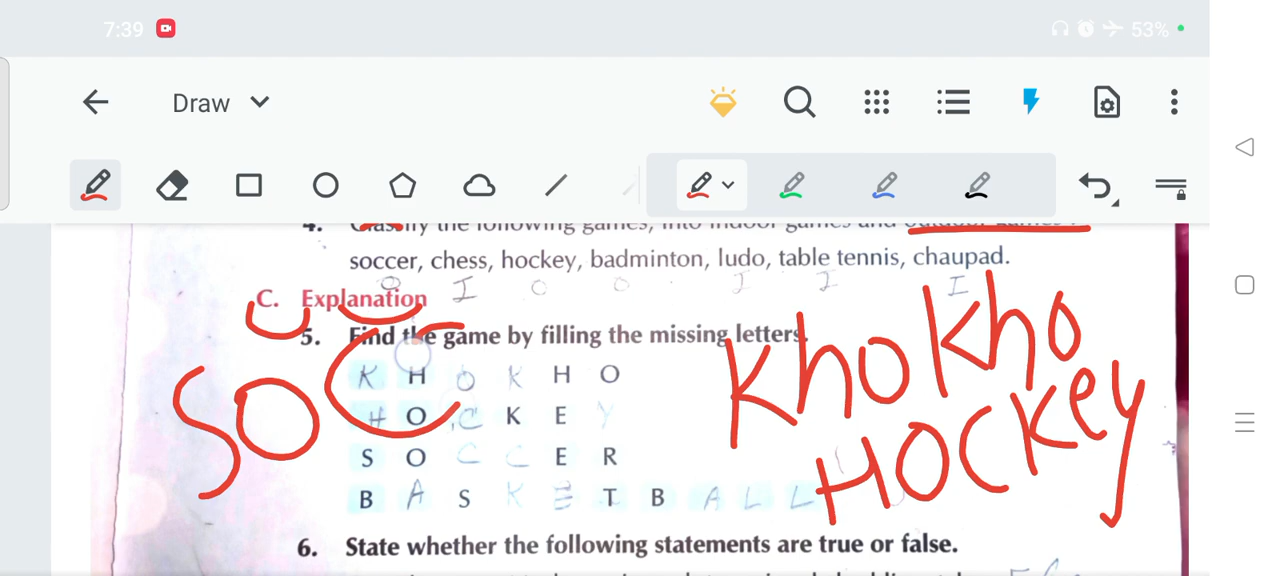 7:39 53%
Draw
4. Classify the following games, into indoor games and outdoor games.
soccer, chess, hockey, badminton, ludo, table tennis, chaupad.
O I O O I I I
C. Explanation
5. Find the game by filling the missing letters.
K H O K H O
H O C K E Y
S O C C E R
B A S K E T B A L L
SOC
KhoKho
HOCKey
6. State whether the following statements are true or false.